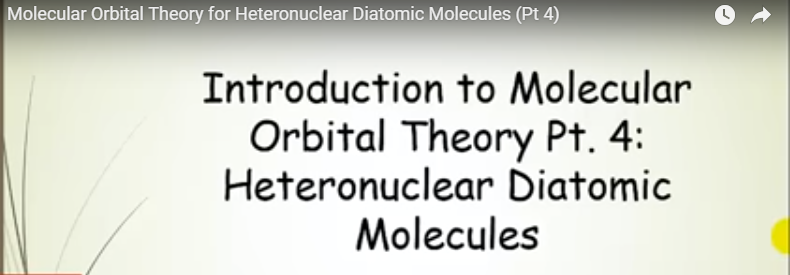 Molecular Orbital Theory for Heteronuclear Diatomic Molecules (Pt 4)
Introduction to Molecular
Orbital Theory Pt. 4:
Heteronuclear Diatomic
Molecules